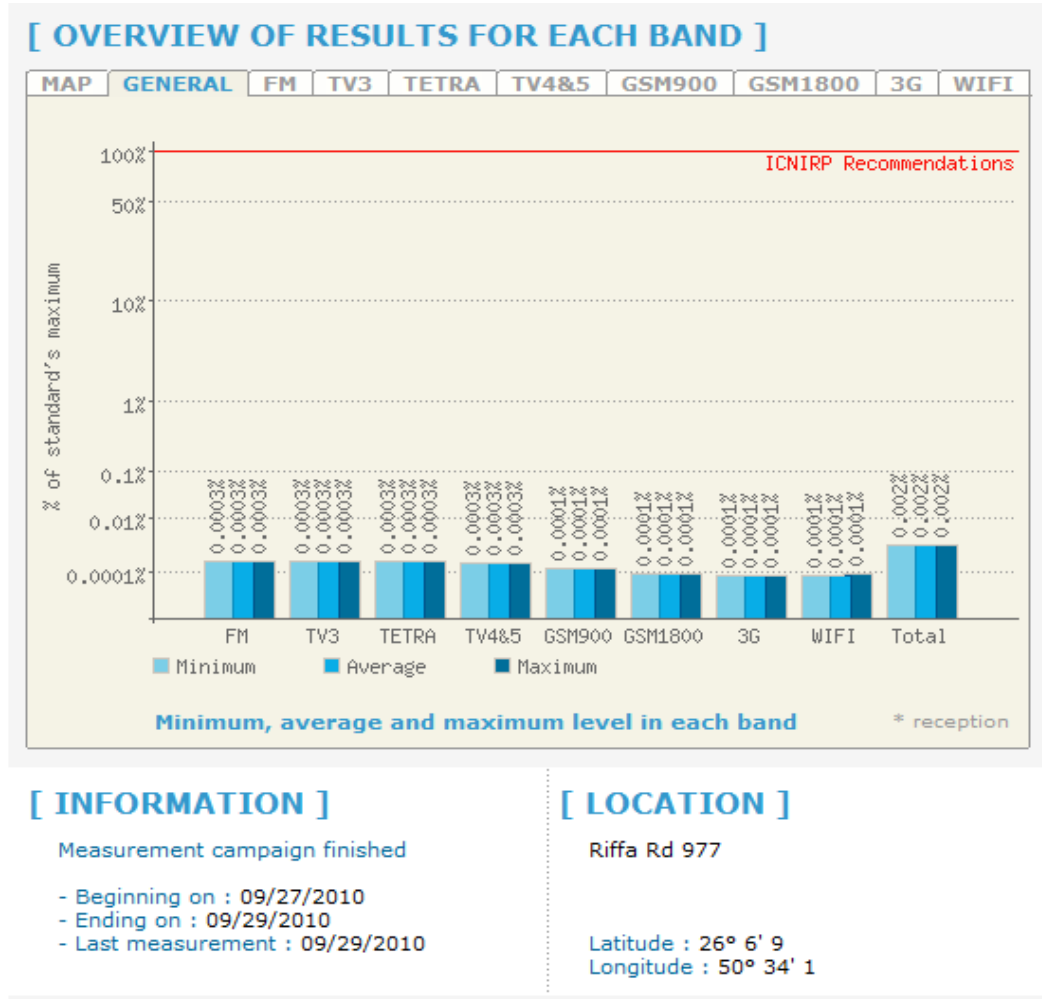 [ OVERVIEW OF RESULTS FOR EACH BAND ]
MAP GENERAL FM TV3 TETRA TV4&5 GSM900 GSM1800 3G WIFI
100%
ICNIRP Recommendations
50%
10%
1%
0.1%
0.01%
0.0001%
% of standard's maximum
0.0003% 0.0003% 0.0003%
0.0003% 0.0003% 0.0003%
0.0003% 0.0003% 0.0003%
0.0003% 0.0003% 0.0003%
0.0001% 0.0001% 0.0001%
0.0001% 0.0001% 0.0001%
0.0001% 0.0001% 0.0001%
0.0001% 0.0001% 0.0001%
0.002% 0.002% 0.002%
FM TV3 TETRA TV4&5 GSM900 GSM1800 3G WIFI Total
Minimum Average Maximum
Minimum, average and maximum level in each band * reception
[ INFORMATION ]
Measurement campaign finished
- Beginning on : 09/27/2010
- Ending on : 09/29/2010
- Last measurement : 09/29/2010
[ LOCATION ]
Riffa Rd 977
Latitude : 26° 6' 9
Longitude : 50° 34' 1